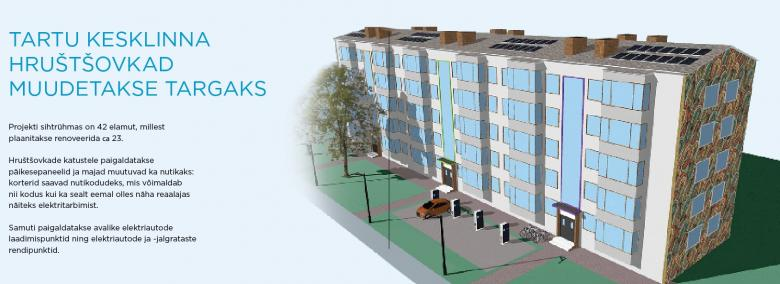 TARTU KESKLINNA
HRUŠTŠOVKAD
MUUDETAKSE TARGAKS
Projekti sihtrühmas on 42 elamut, millest
plaanitakse renoveerida ca 23.
Hruštšovkade katustele paigaldatakse
päikesepaneelid ja majad muutuvad ka nutikaks:
korterid saavad nutikodudeks, mis võimaldab
nii kodus kui ka sealt eemal olles näha reaalajas
näiteks elektritarbimist.
Samuti paigaldatakse avalike elektriautode
laadimispunktid ning elektriautode ja -jalgrataste
rendipunktid.